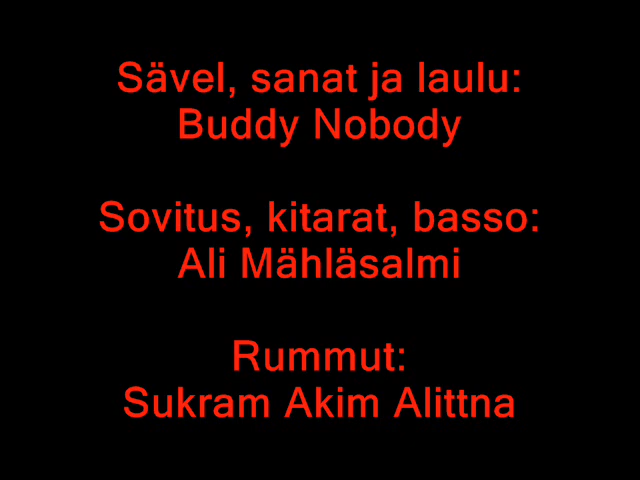 Sävel, sanat ja laulu:
Buddy Nobody
Sovitus, kitarat, basso:
Ali Mähläsalmi
Rummut:
Sukram Akim Alittna